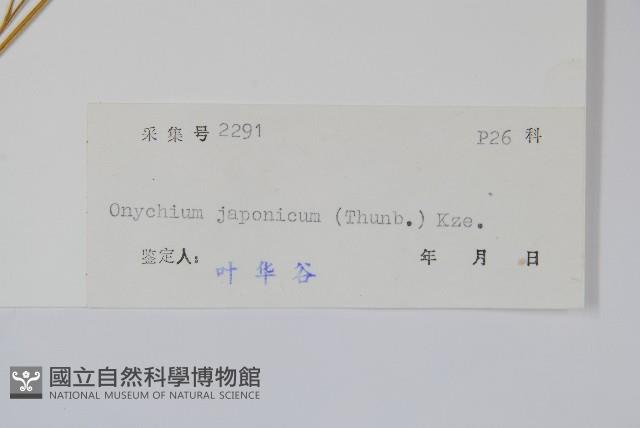 采集号 2291 P26 科
Onychium japonicum (Thunb.) Kze.
鉴定人: 叶华谷 年 月 日
國立自然科學博物館
NATIONAL MUSEUM OF NATURAL SCIENCE